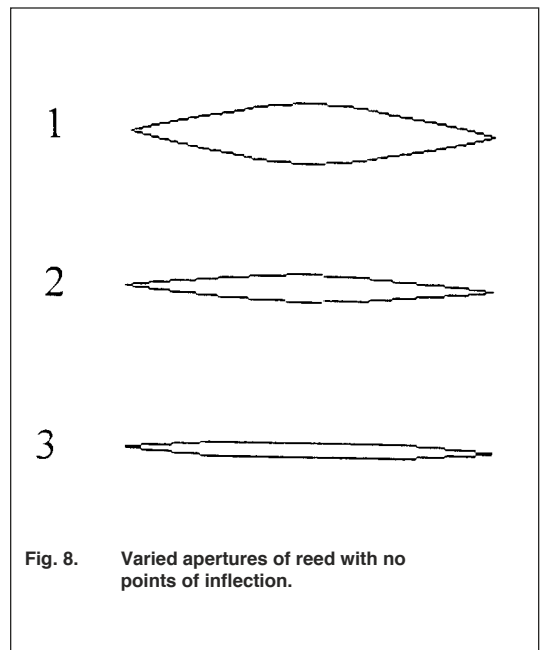 1
2
3
Fig. 8. Varied apertures of reed with no
points of inflection.